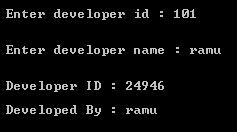 Enter developer id : 101
Enter developer name : ramu
Developer ID : 24946
Developed By : ramu